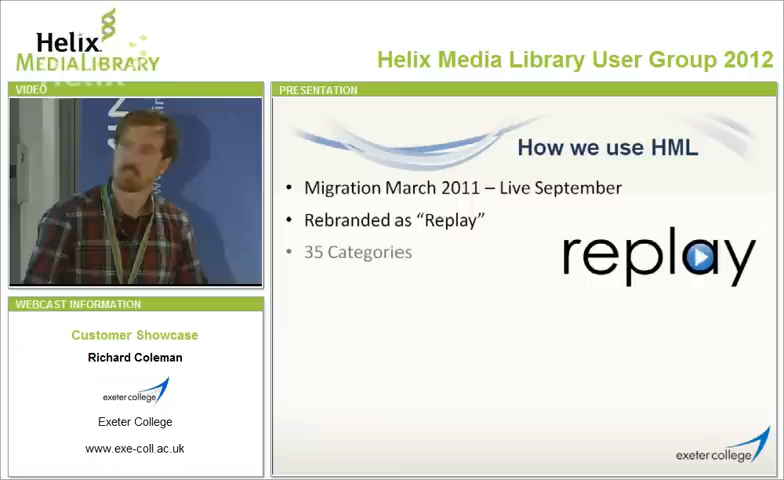 Helix
MEDIALIBRARY
Helix Media Library User Group 2012
VIDEO
PRESENTATION
How we use HML
• Migration March 2011 – Live September
• Rebranded as “Replay”
• 35 Categories
replay
WEBCAST INFORMATION
Customer Showcase
Richard Coleman
exeter college
Exeter College
www.exe-coll.ac.uk
exeter college